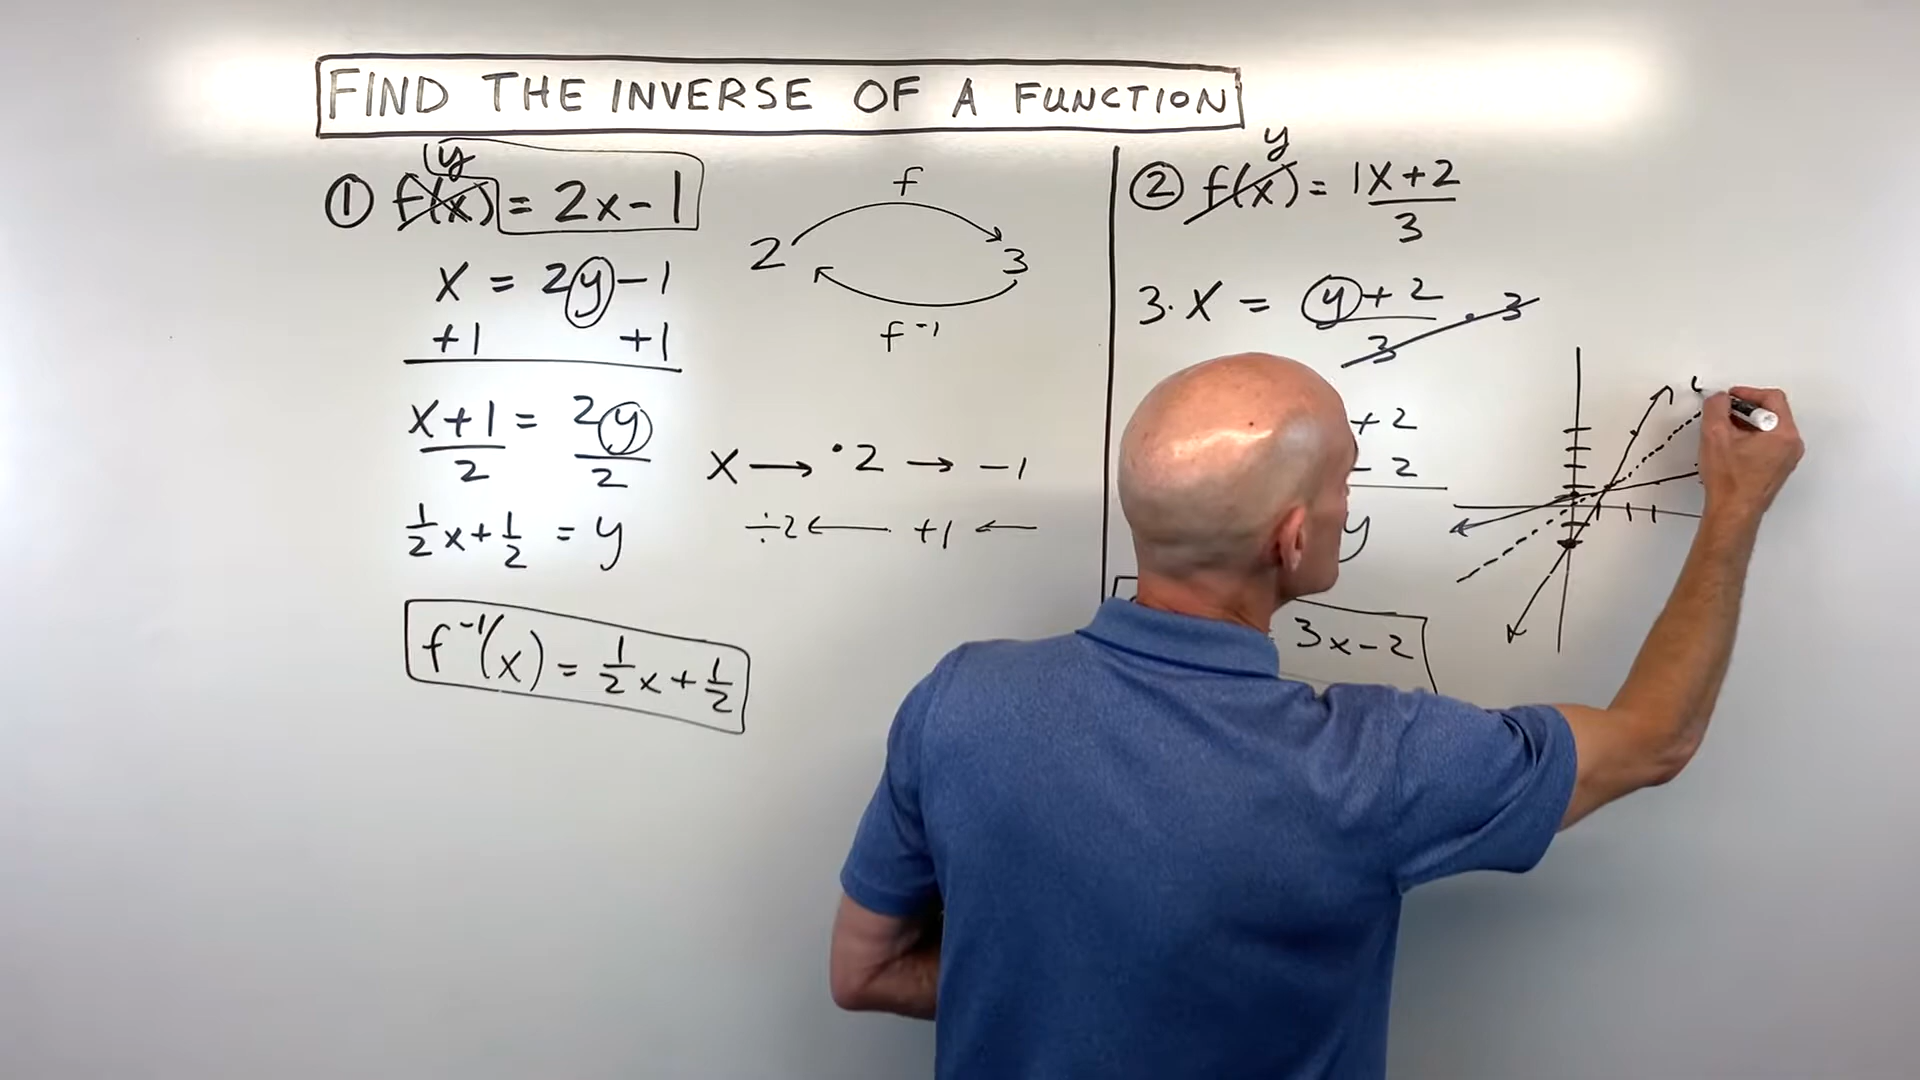 FIND THE INVERSE OF A FUNCTION
① f(x) = 2x-1
y
x = 2y-1
+1 +1
x+1 = 2y
2 2
1/2 x + 1/2 = y
f⁻¹(x) = 1/2 x + 1/2
f
2 3
f⁻¹
x → ·2 → -1
÷2 ← +1 ←
② f(x) = 1x+2
y
3
3·x = y+2 · 3
3
+2
-2
y
3x-2